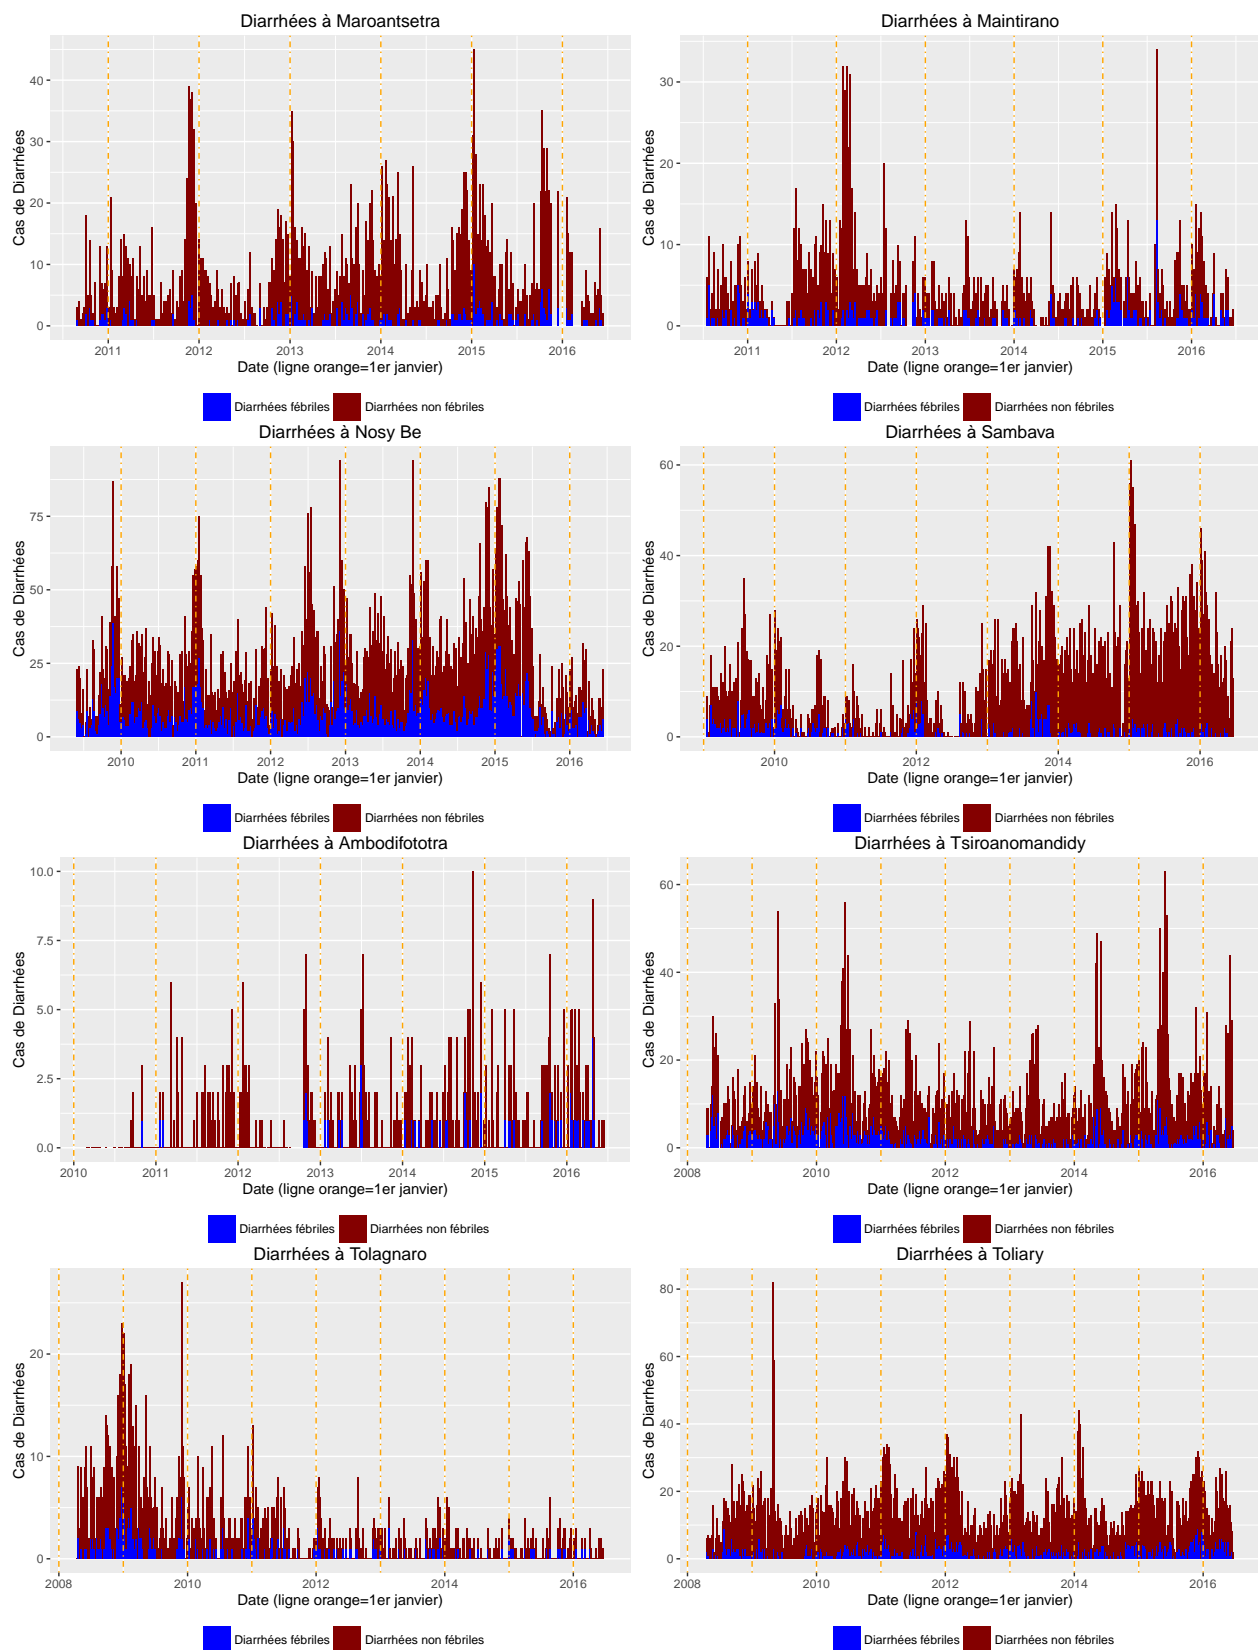 Diarrhées à Maroantsetra
Cas de Diarrhées
40
30
20
10
0
2011 2012 2013 2014 2015 2016
Date (ligne orange=1er janvier)
Diarrhées fébriles Diarrhées non fébriles
Diarrhées à Maintirano
Cas de Diarrhées
30
20
10
0
2011 2012 2013 2014 2015 2016
Date (ligne orange=1er janvier)
Diarrhées fébriles Diarrhées non fébriles
Diarrhées à Nosy Be
Cas de Diarrhées
75
50
25
0
2010 2011 2012 2013 2014 2015 2016
Date (ligne orange=1er janvier)
Diarrhées fébriles Diarrhées non fébriles
Diarrhées à Sambava
Cas de Diarrhées
60
40
20
0
2010 2011 2012 2014 2016
Date (ligne orange=1er janvier)
Diarrhées fébriles Diarrhées non fébriles
Diarrhées à Ambodifototra
Cas de Diarrhées
10.0
7.5
5.0
2.5
0.0
2010 2011 2012 2013 2014 2015 2016
Date (ligne orange=1er janvier)
Diarrhées fébriles Diarrhées non fébriles
Diarrhées à Tsiroanomandidy
Cas de Diarrhées
60
40
20
0
2008 2010 2012 2014 2016
Date (ligne orange=1er janvier)
Diarrhées fébriles Diarrhées non fébriles
Diarrhées à Tolagnaro
Cas de Diarrhées
20
10
0
2008 2010 2012 2014 2016
Date (ligne orange=1er janvier)
Diarrhées fébriles Diarrhées non fébriles
Diarrhées à Toliary
Cas de Diarrhées
80
60
40
20
0
2008 2010 2012 2014 2016
Date (ligne orange=1er janvier)
Diarrhées fébriles Diarrhées non fébriles